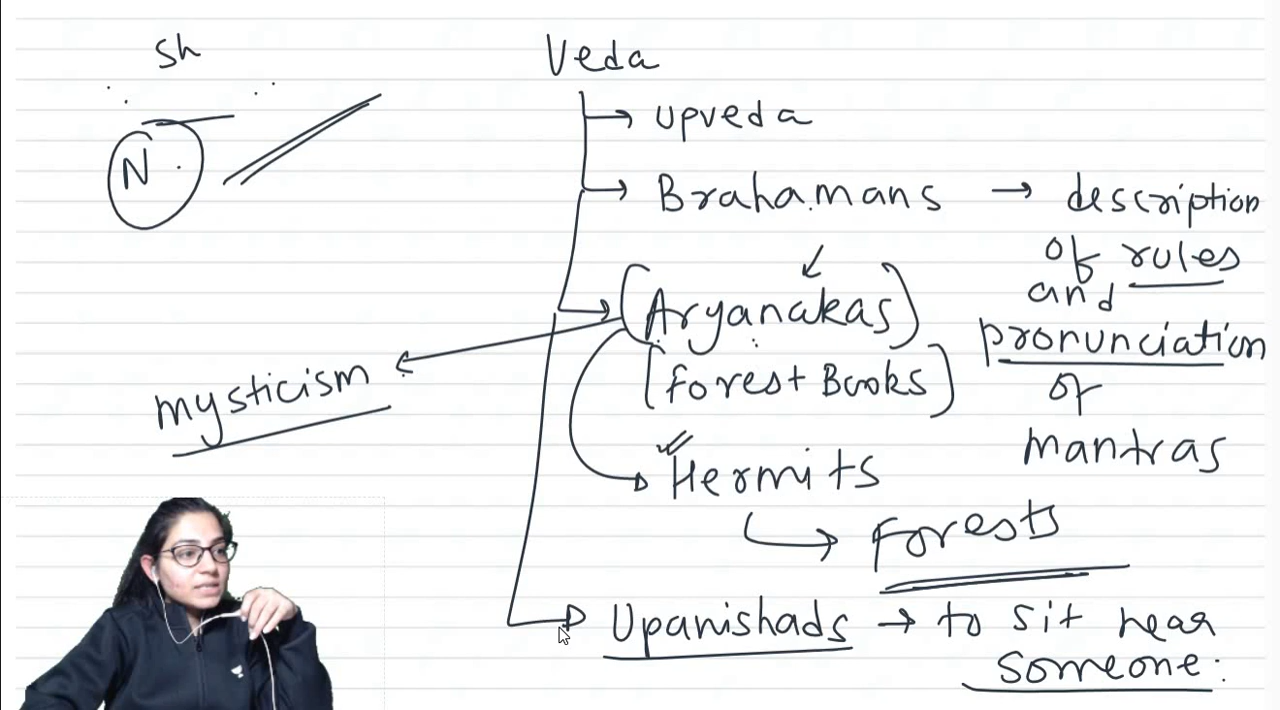 Sh
N
Veda
upveda
Brahamans → description
of rules
and
pronunciation
of
mantras
(Aryanakas)
[forest Books]
mysticism
Hermits
Forests
Upanishads → to sit near
someone: